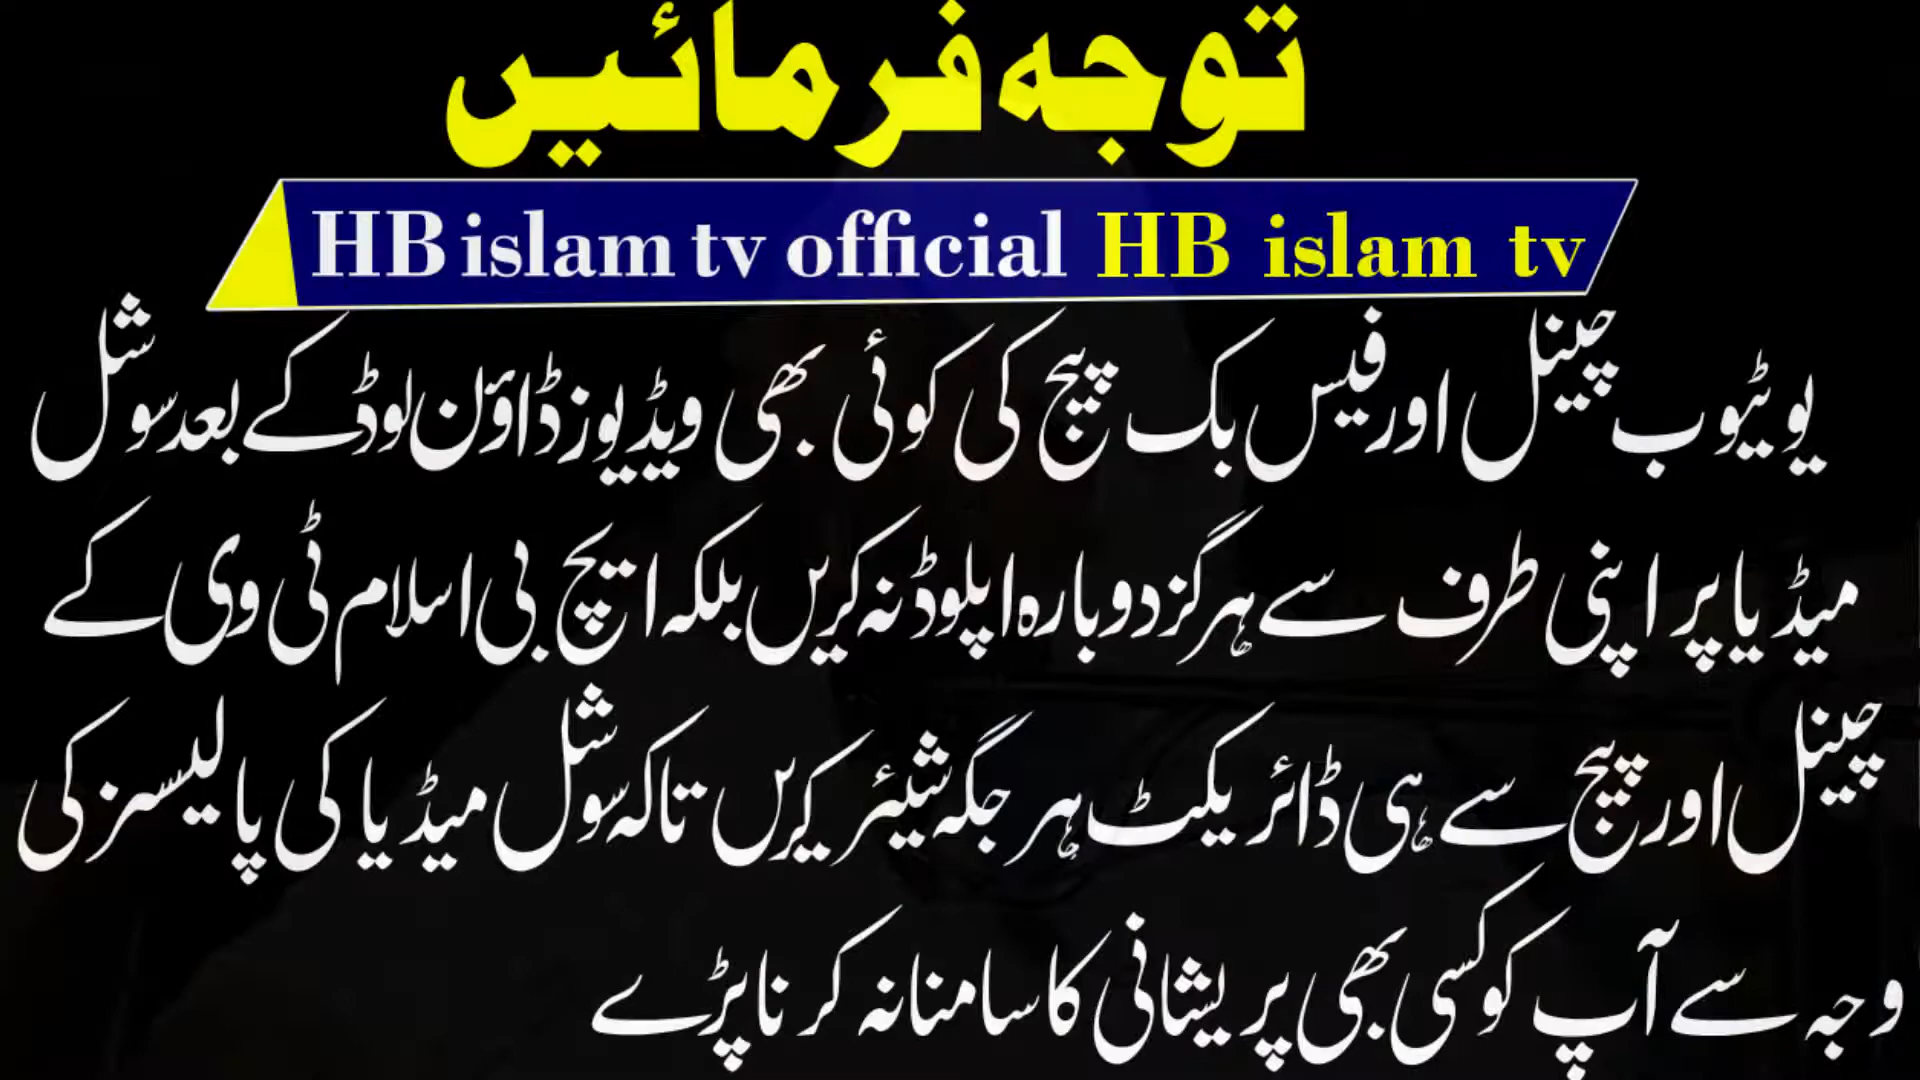 توجہ فرمائیں
HB islam tv official HB islam tv
یوٹیوب چینل اور فیس بک پیج کی کوئی بھی ویڈیوز ڈاؤن لوڈ کے بعد سوشل
میڈیا پر اپنی طرف سے ہرگز دوبارہ اپلوڈ نہ کریں بلکہ ایچ بی اسلام ٹی وی کے
چینل اور پیج سے ہی ڈائریکٹ ہر جگہ شیئر کریں تاکہ سوشل میڈیا کی پالیسز کی
وجہ سے آپ کو کسی بھی پریشانی کا سامنا نہ کرنا پڑے